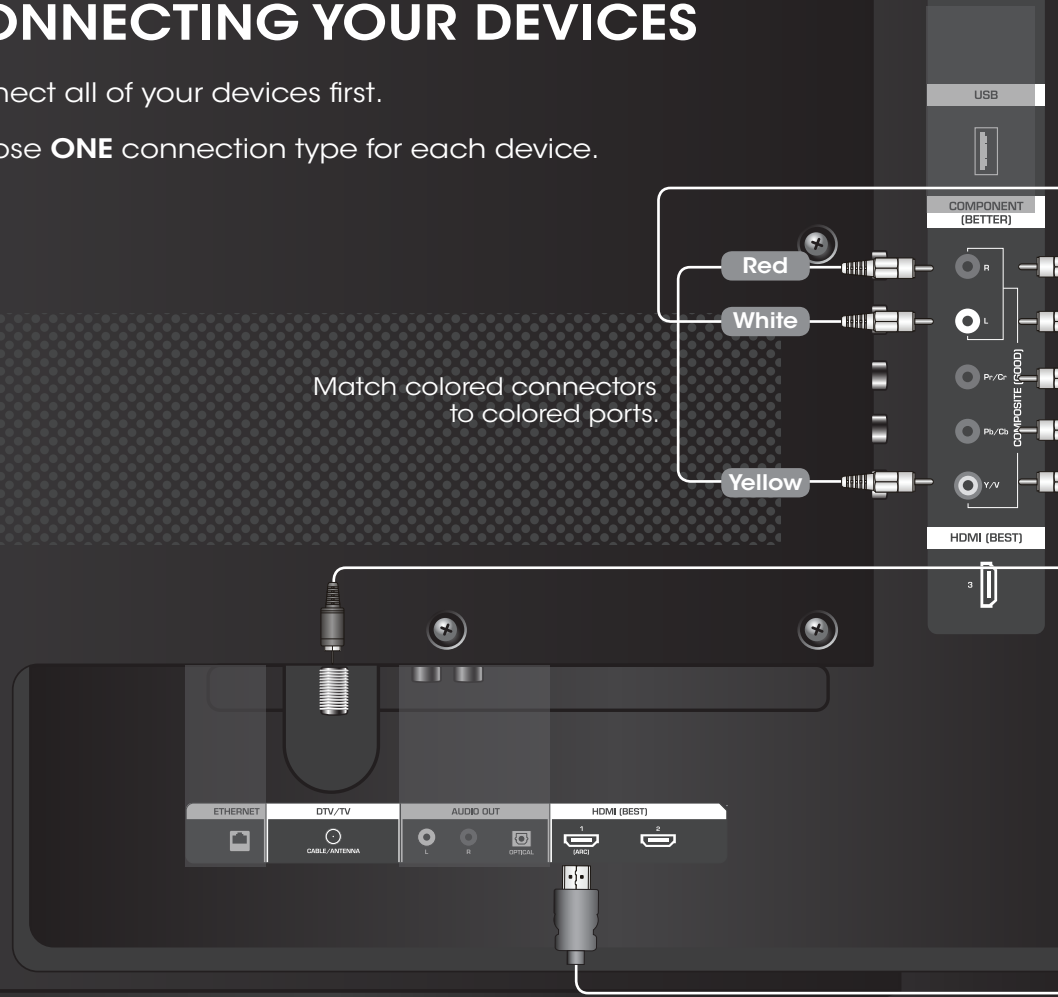 ONNECTING YOUR DEVICES
nect all of your devices first.
ose ONE connection type for each device.
USB
COMPONENT
(BETTER)
Red
R
White
L
Match colored connectors
to colored ports.
Pr/Cr
Pb/Cb
COMPOSITE (GOOD)
Yellow
Y/V
HDMI (BEST)
3
ETHERNET
DTV/TV
CABLE/ANTENNA
AUDIO OUT
L
R
OPTICAL
HDMI (BEST)
1
(ARC)
2